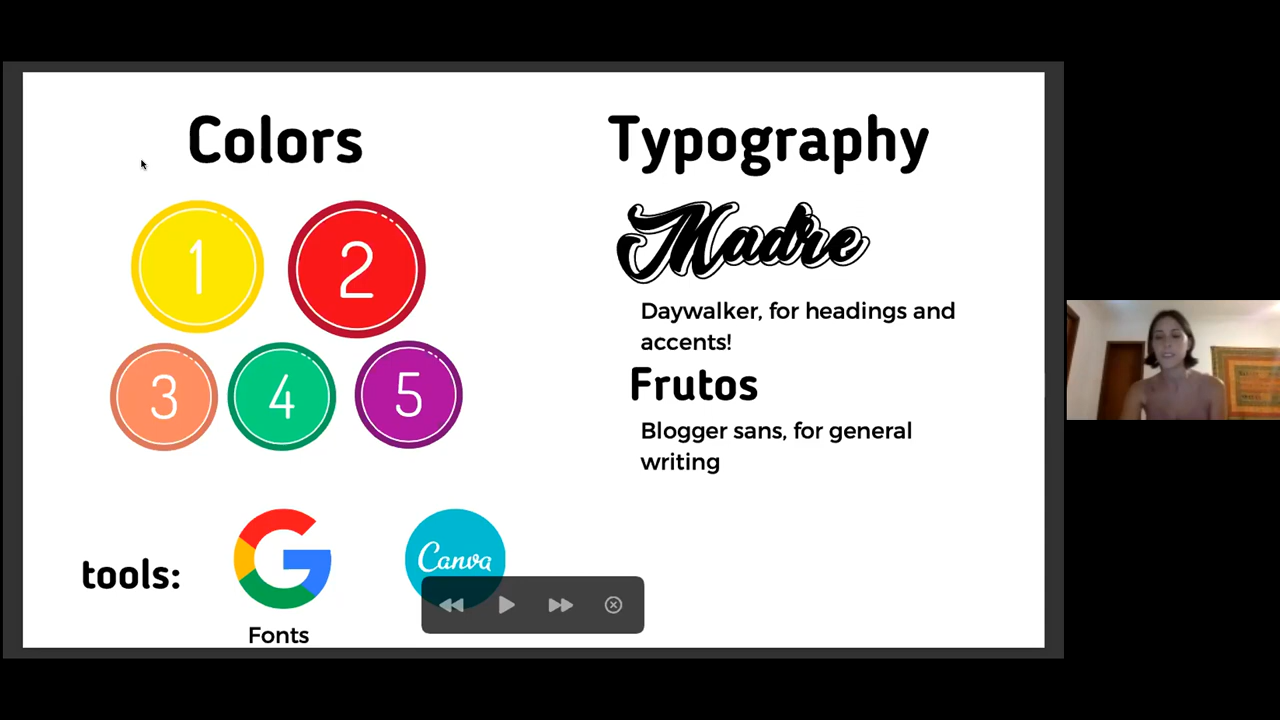 Colors
1
2
3
4
5
tools:
Fonts
Canva
Typography
Madre
Daywalker, for headings and
accents!
Frutos
Blogger sans, for general
writing